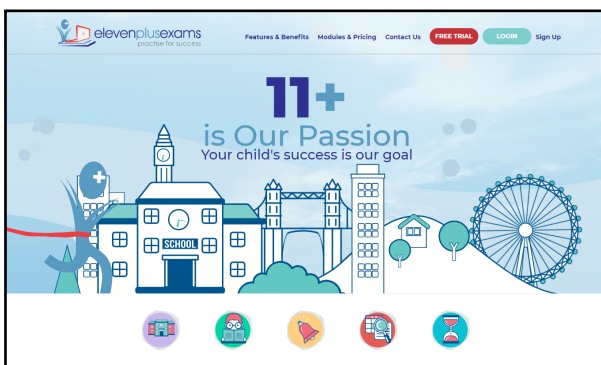 elevenplusexams
practise for success
Features & Benefits Modules & Pricing Contact Us FREE TRIAL LOGIN Sign Up
11+
is Our Passion
Your child's success is our goal
SCHOOL